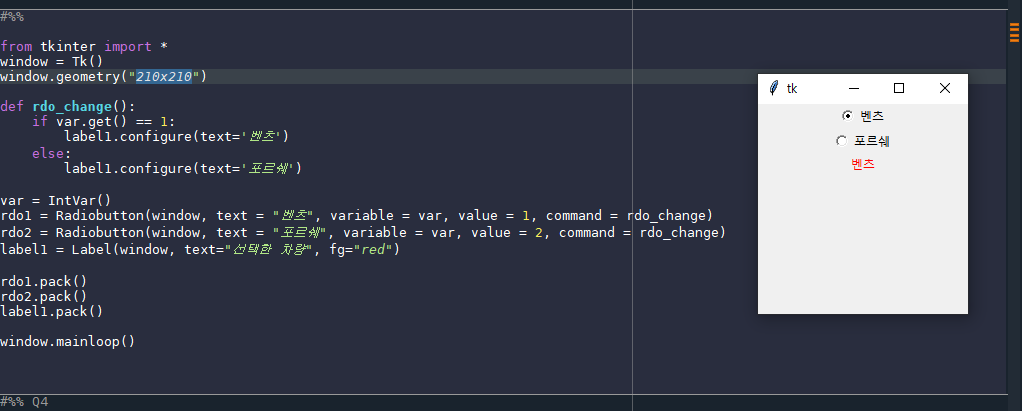 #%%
from tkinter import *
window = Tk()
window.geometry("210x210")
def rdo_change():
    if var.get() == 1:
        label1.configure(text='벤츠')
    else:
        label1.configure(text='포르쉐')
var = IntVar()
rdo1 = Radiobutton(window, text = "벤츠", variable = var, value = 1, command = rdo_change)
rdo2 = Radiobutton(window, text = "포르쉐", variable = var, value = 2, command = rdo_change)
label1 = Label(window, text="선택한 차량", fg="red")
rdo1.pack()
rdo2.pack()
label1.pack()
window.mainloop()
#%% Q4
tk
벤츠
포르쉐
벤츠